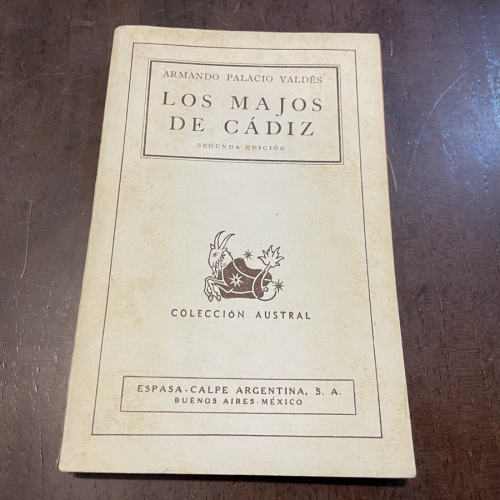 ARMANDO PALACIO VALDÉS
LOS MAJOS
DE CÁDIZ
SEGUNDA EDICIÓN
COLECCIÓN AUSTRAL
ESPASA-CALPE ARGENTINA, S. A.
BUENOS AIRES-MÉXICO